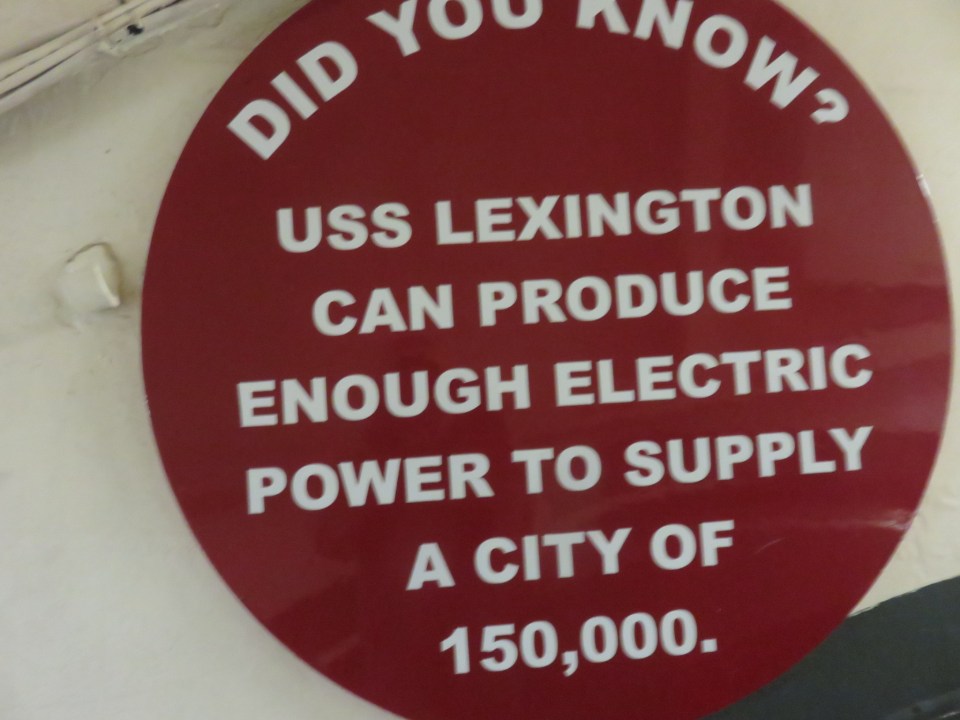 DID YOU KNOW?
USS LEXINGTON
CAN PRODUCE
ENOUGH ELECTRIC
POWER TO SUPPLY
A CITY OF
150,000.